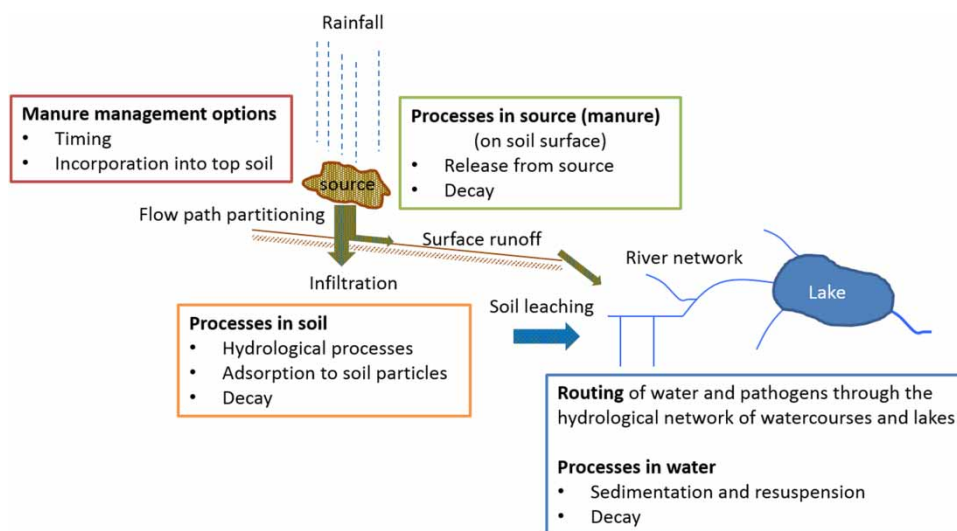 Rainfall
Manure management options
• Timing
• Incorporation into top soil
Processes in source (manure)
(on soil surface)
• Release from source
• Decay
source
Flow path partitioning
Surface runoff
Infiltration
River network
Lake
Soil leaching
Processes in soil
• Hydrological processes
• Adsorption to soil particles
• Decay
Routing of water and pathogens through the
hydrological network of watercourses and lakes
Processes in water
• Sedimentation and resuspension
• Decay